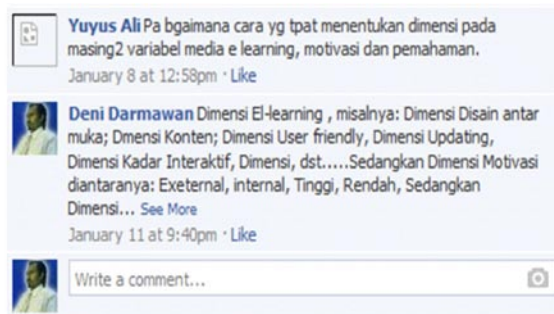 Yuyus Ali Pa bgaimana cara yg tpat menentukan dimensi pada
masing2 variabel media e learning, motivasi dan pemahaman.
January 8 at 12:58pm · Like
Deni Darmawan Dimensi El-learning , misalnya: Dimensi Disain antar
muka; Dmensi Konten; Dimensi User friendly, Dimensi Updating,
Dimensi Kadar Interaktif, Dimensi, dst.....Sedangkan Dimensi Motivasi
diantaranya: Exeternal, internal, Tinggi, Rendah, Sedangkan
Dimensi... See More
January 11 at 9:40pm · Like
Write a comment...